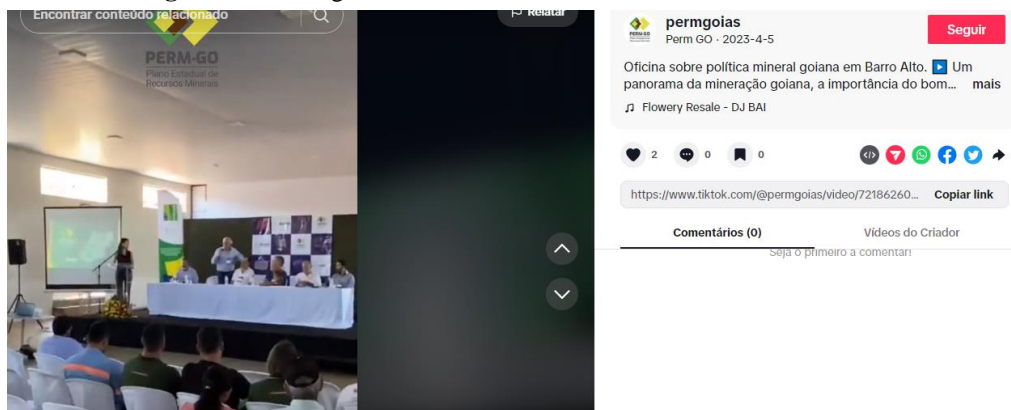 Encontrar conteúdo relacionado
Relatar
PERM-GO
Plano Estadual de
Recursos Minerais
permgoias
Perm GO · 2023-4-5
Seguir
Oficina sobre política mineral goiana em Barro Alto. ▶ Um
panorama da mineração goiana, a importância do bom... mais
♫ Flowery Resale - DJ BAI
2
0
0
https://www.tiktok.com/@permgoias/video/72186260...
Copiar link
Comentários (0)
Vídeos do Criador
Seja o primeiro a comentar!